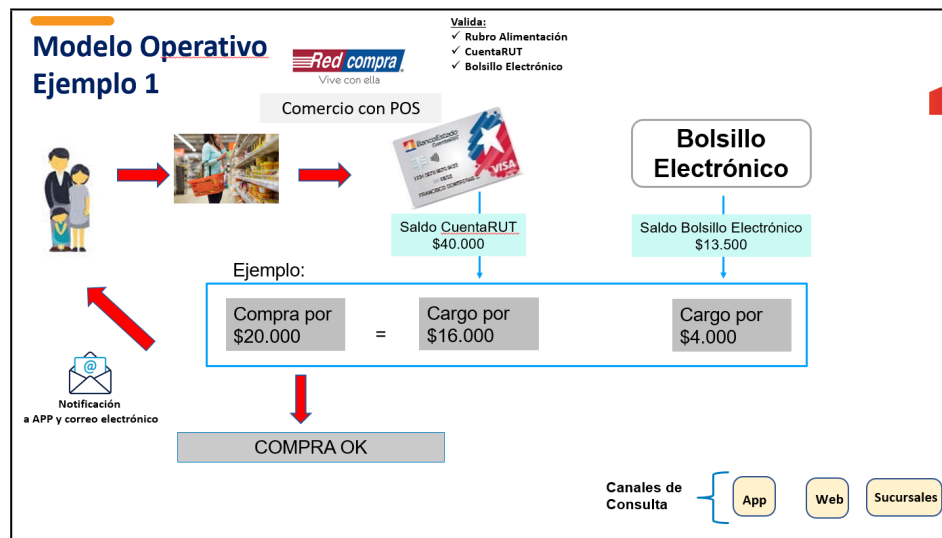 Modelo Operativo
Ejemplo 1
Redcompra
Vive con ella
Valida:
✓ Rubro Alimentación
✓ CuentaRUT
✓ Bolsillo Electrónico
Comercio con POS
BancoEstado
CuentaRUT
VISA
Bolsillo
Electrónico
Saldo CuentaRUT
$40.000
Saldo Bolsillo Electrónico
$13.500
Ejemplo:
Compra por
$20.000
=
Cargo por
$16.000
Cargo por
$4.000
@
Notificación
a APP y correo electrónico
COMPRA OK
Canales de
Consulta
App
Web
Sucursales